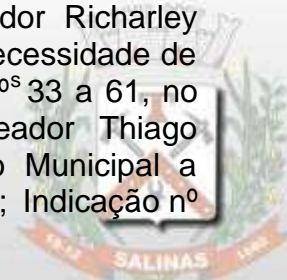 dor Richarley
ecessidade de
ºs 33 a 61, no
eador Thiago
o Municipal a
; Indicação nº
SALINAS